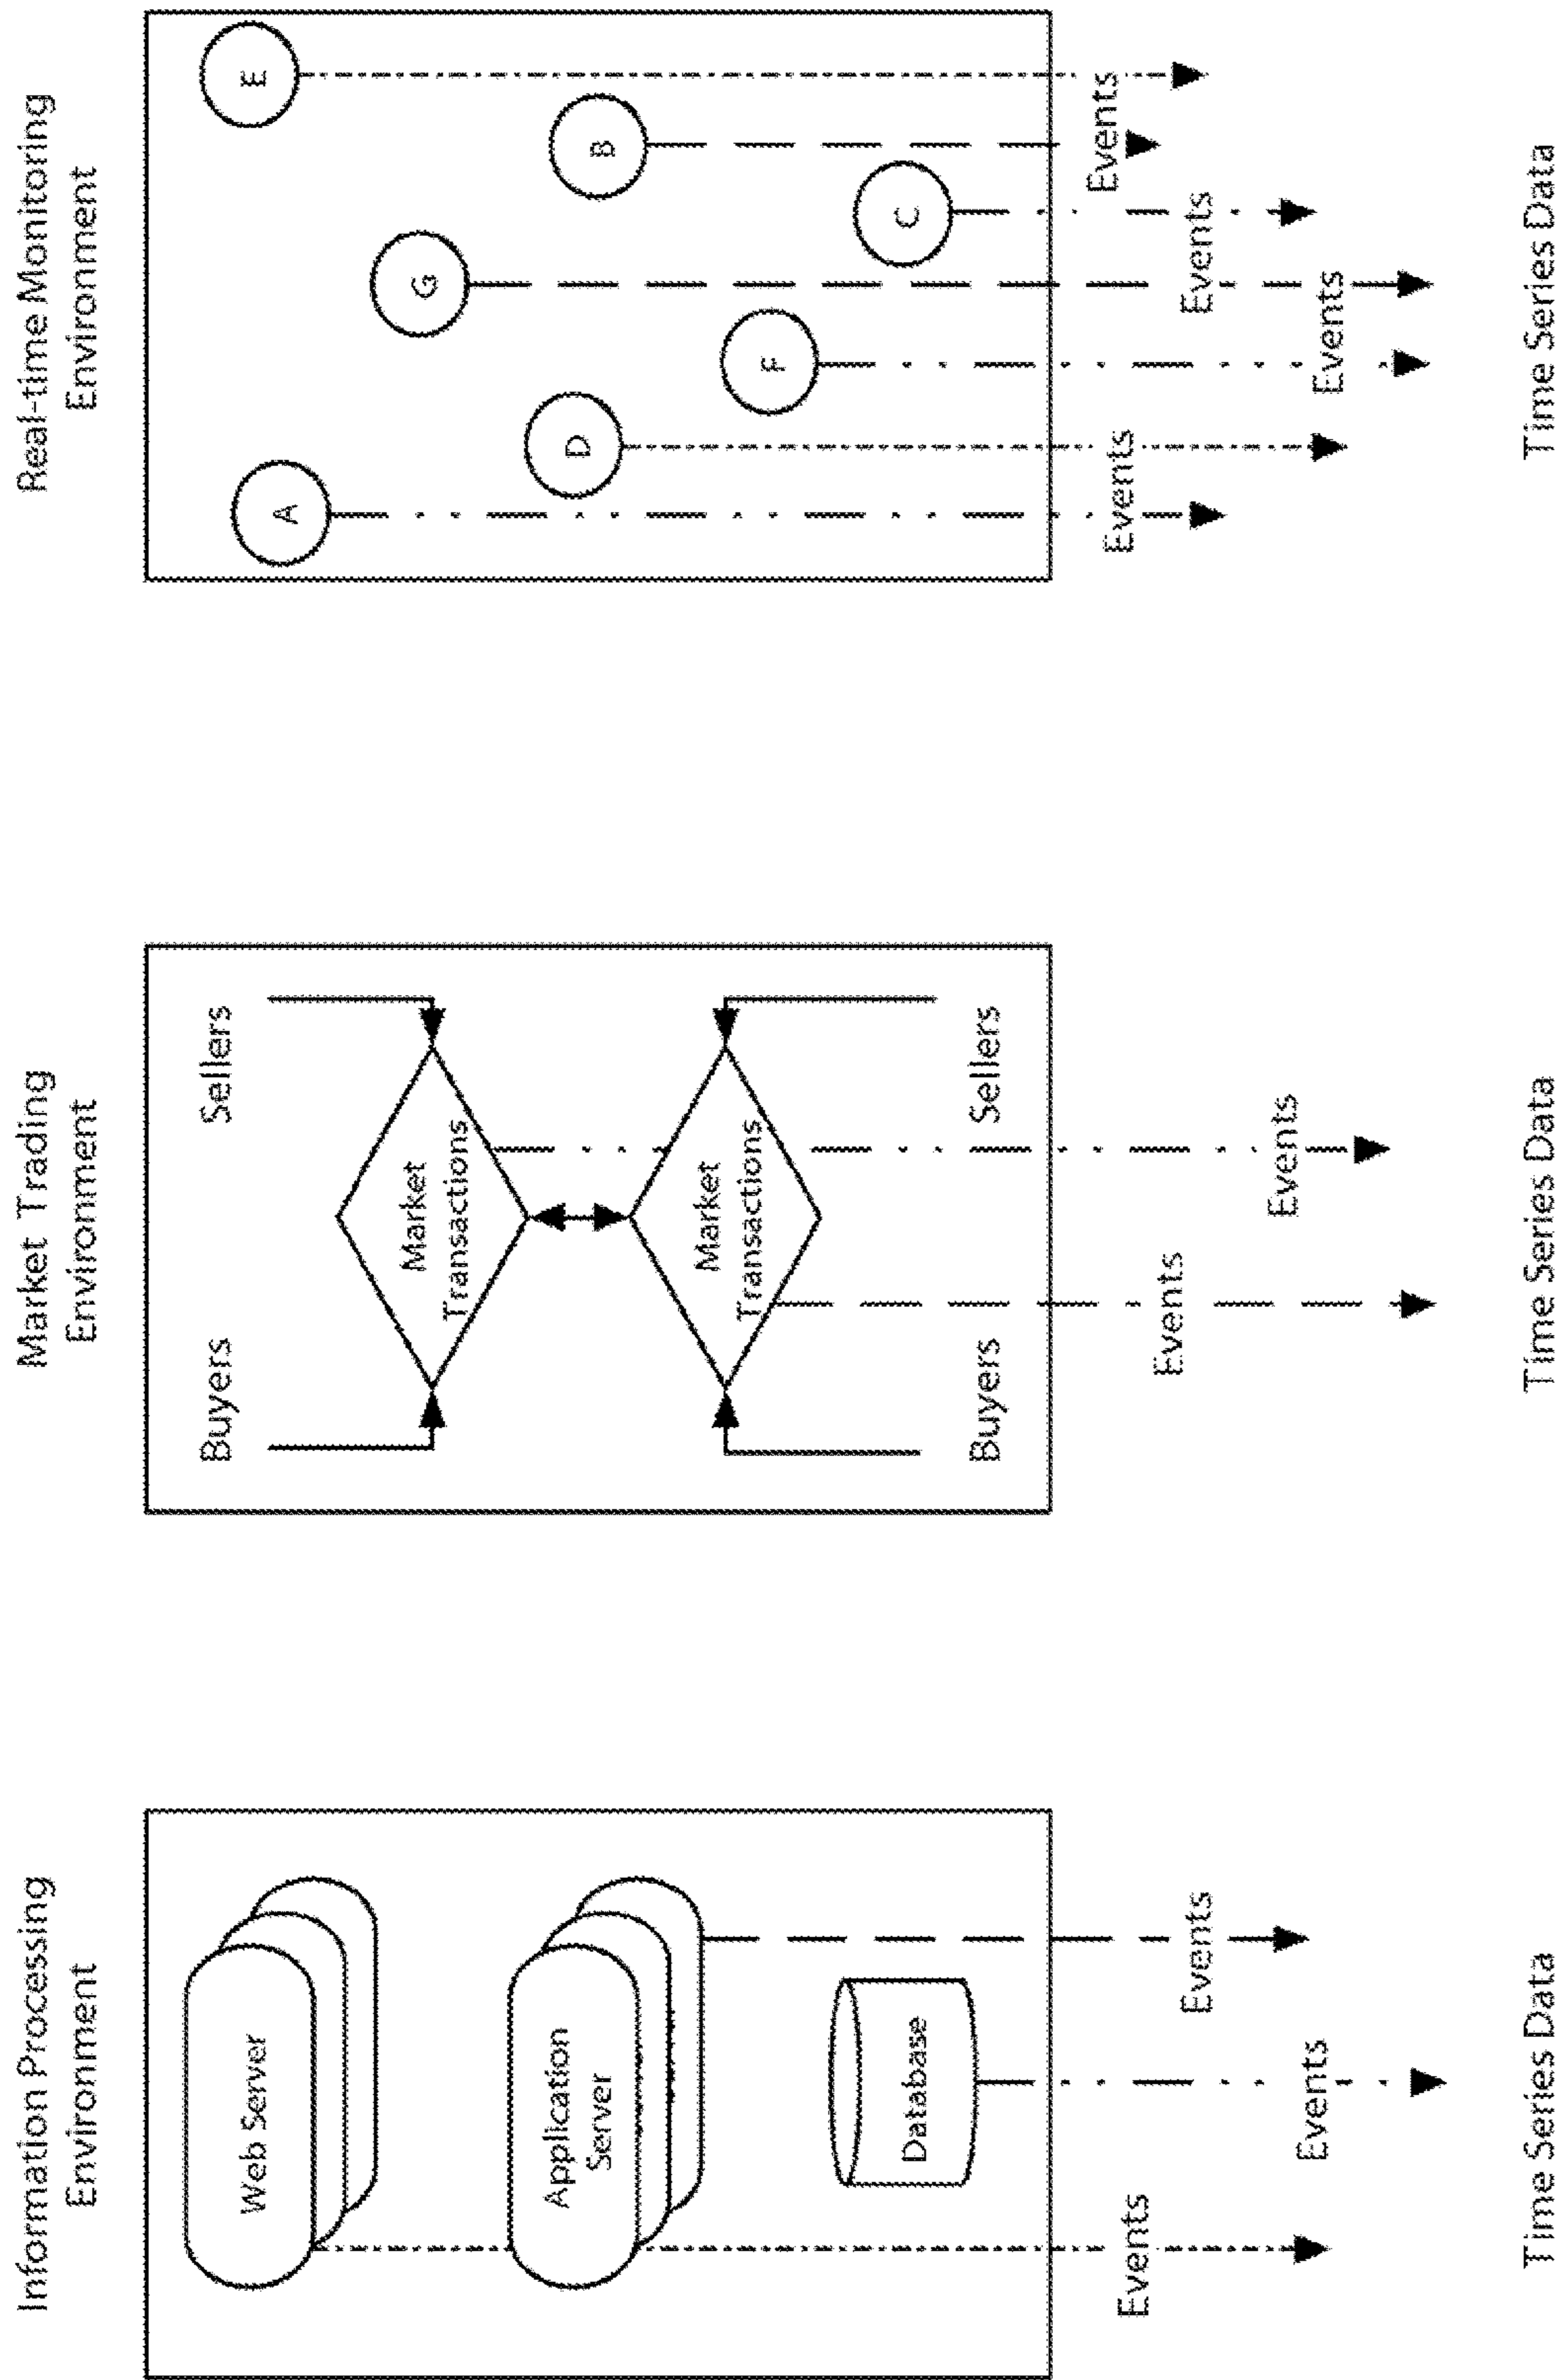 Information Processing
Environment
Web Server
Application
Server
Database
Events
Events
Events
Time Series Data
Market Trading
Environment
Buyers
Sellers
Market
Transactions
Market
Transactions
Buyers
Sellers
Events
Events
Time Series Data
Real-time Monitoring
Environment
E
A
G
D
B
F
C
Events
Events
Events
Events
Time Series Data